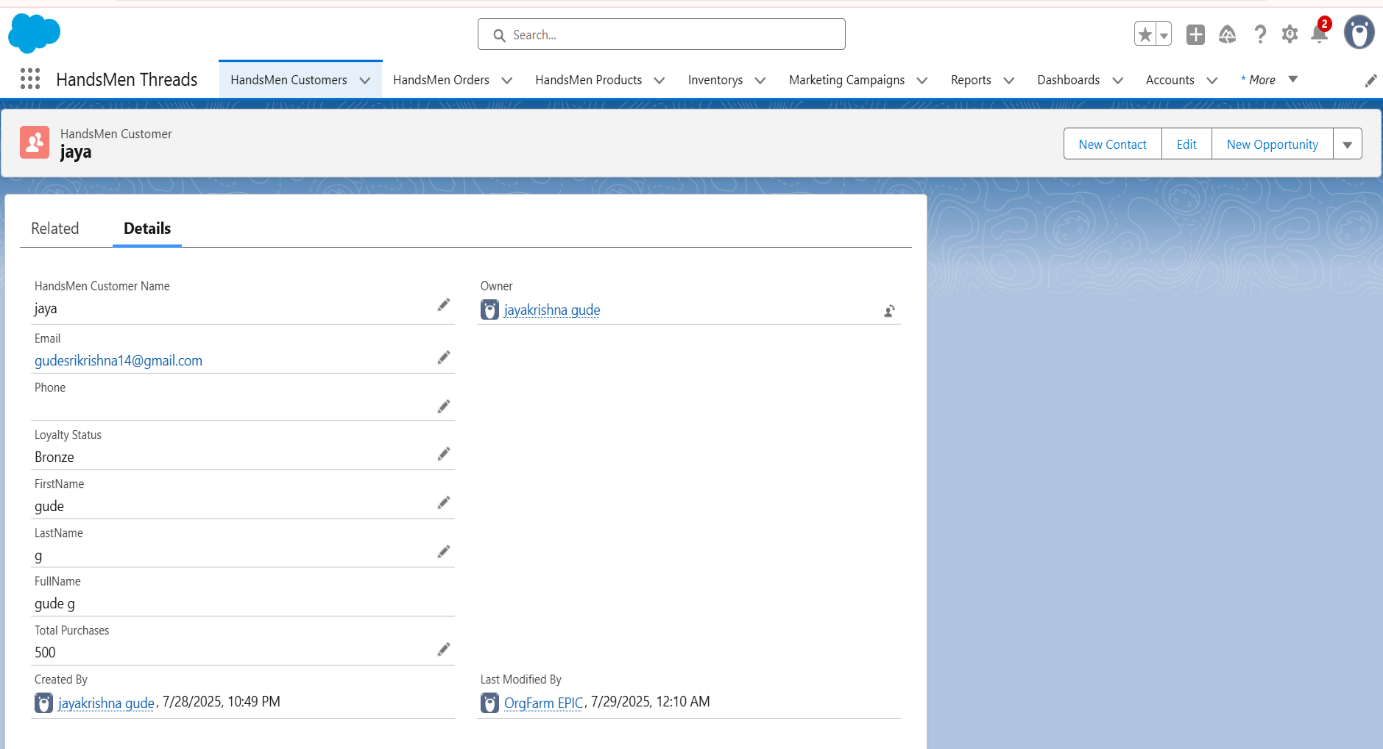 Search...
2
HandsMen Threads
HandsMen Customers
HandsMen Orders
HandsMen Products
Inventorys
Marketing Campaigns
Reports
Dashboards
Accounts
* More
HandsMen Customer
jaya
New Contact
Edit
New Opportunity
Related
Details
HandsMen Customer Name
jaya
Owner
jayakrishna gude
Email
gudesrikrishna14@gmail.com
Phone
Loyalty Status
Bronze
FirstName
gude
LastName
g
FullName
gude g
Total Purchases
500
Created By
jayakrishna gude, 7/28/2025, 10:49 PM
Last Modified By
OrgFarm EPIC, 7/29/2025, 12:10 AM